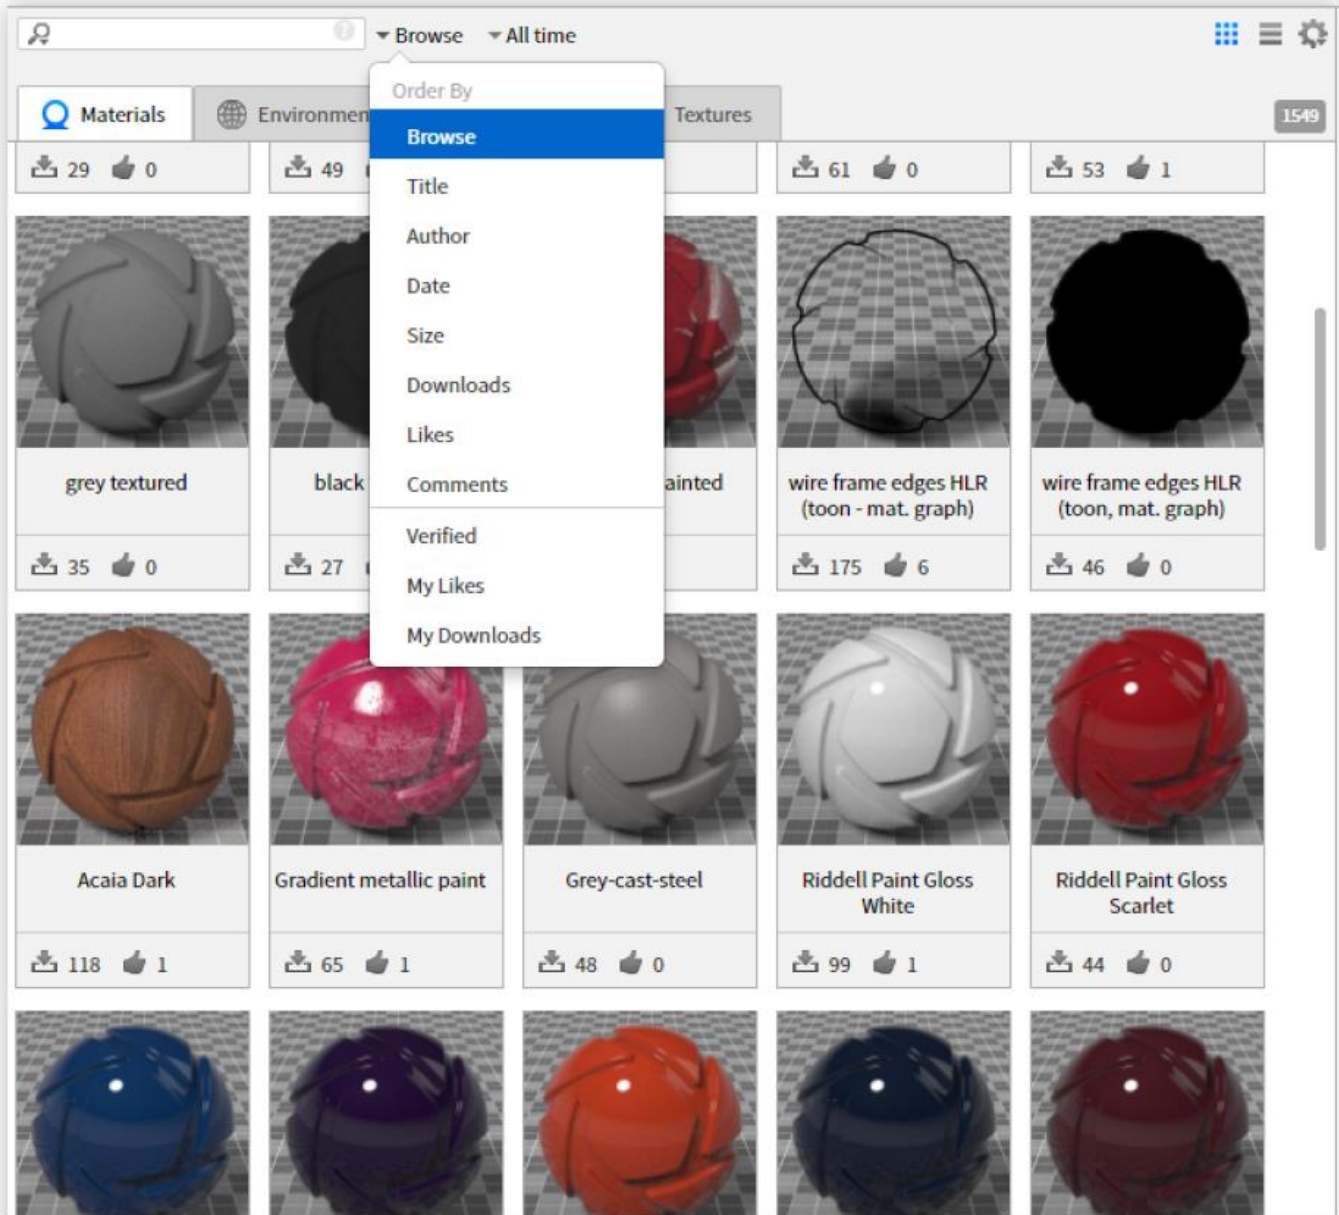 Browse
All time
Order By
Browse
Title
Author
Date
Size
Downloads
Likes
Comments
Verified
My Likes
My Downloads
Materials
Textures
1549
29 0
49
61 0
53 1
grey textured
black
wire frame edges HLR
(toon - mat. graph)
wire frame edges HLR
(toon, mat. graph)
35 0
27
175 6
46 0
Acaia Dark
Gradient metallic paint
Grey-cast-steel
Riddell Paint Gloss
White
Riddell Paint Gloss
Scarlet
118 1
65 1
48 0
99 1
44 0